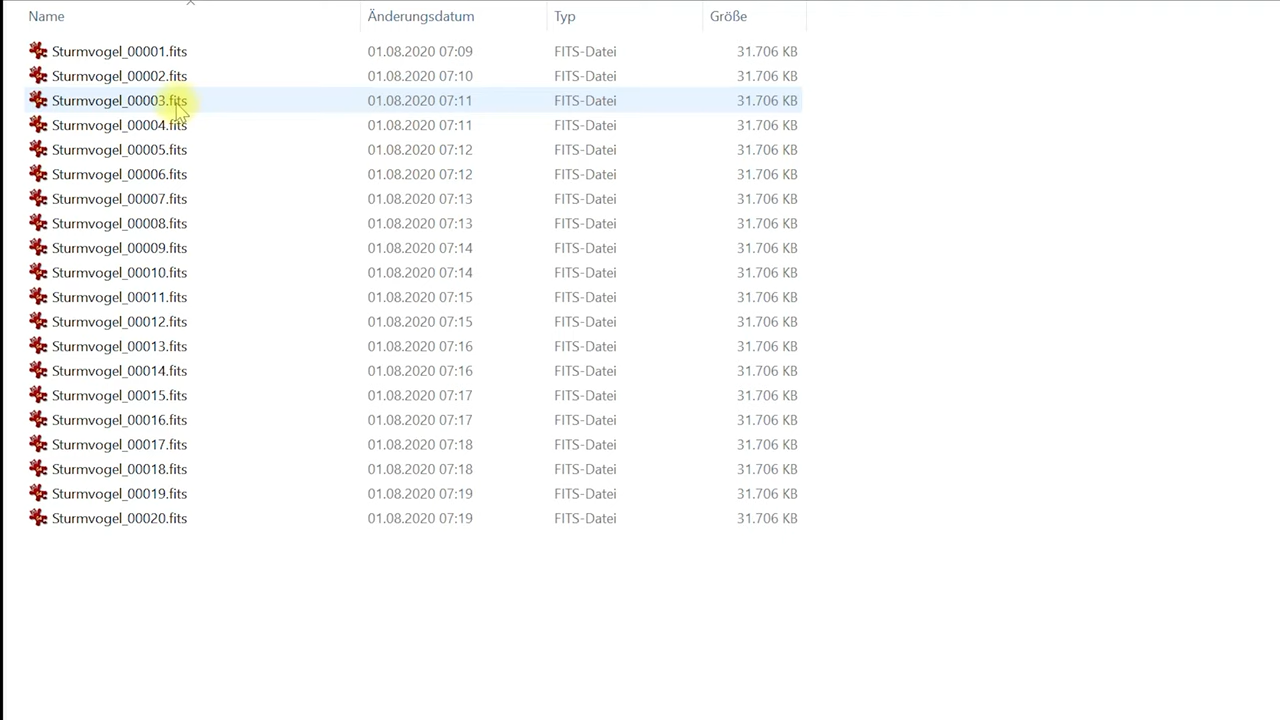 Name Änderungsdatum Typ Größe
Sturmvogel_00001.fits 01.08.2020 07:09 FITS-Datei 31.706 KB
Sturmvogel_00002.fits 01.08.2020 07:10 FITS-Datei 31.706 KB
Sturmvogel_00003.fits 01.08.2020 07:11 FITS-Datei 31.706 KB
Sturmvogel_00004.fits 01.08.2020 07:11 FITS-Datei 31.706 KB
Sturmvogel_00005.fits 01.08.2020 07:12 FITS-Datei 31.706 KB
Sturmvogel_00006.fits 01.08.2020 07:12 FITS-Datei 31.706 KB
Sturmvogel_00007.fits 01.08.2020 07:13 FITS-Datei 31.706 KB
Sturmvogel_00008.fits 01.08.2020 07:13 FITS-Datei 31.706 KB
Sturmvogel_00009.fits 01.08.2020 07:14 FITS-Datei 31.706 KB
Sturmvogel_00010.fits 01.08.2020 07:14 FITS-Datei 31.706 KB
Sturmvogel_00011.fits 01.08.2020 07:15 FITS-Datei 31.706 KB
Sturmvogel_00012.fits 01.08.2020 07:15 FITS-Datei 31.706 KB
Sturmvogel_00013.fits 01.08.2020 07:16 FITS-Datei 31.706 KB
Sturmvogel_00014.fits 01.08.2020 07:16 FITS-Datei 31.706 KB
Sturmvogel_00015.fits 01.08.2020 07:17 FITS-Datei 31.706 KB
Sturmvogel_00016.fits 01.08.2020 07:17 FITS-Datei 31.706 KB
Sturmvogel_00017.fits 01.08.2020 07:18 FITS-Datei 31.706 KB
Sturmvogel_00018.fits 01.08.2020 07:18 FITS-Datei 31.706 KB
Sturmvogel_00019.fits 01.08.2020 07:19 FITS-Datei 31.706 KB
Sturmvogel_00020.fits 01.08.2020 07:19 FITS-Datei 31.706 KB